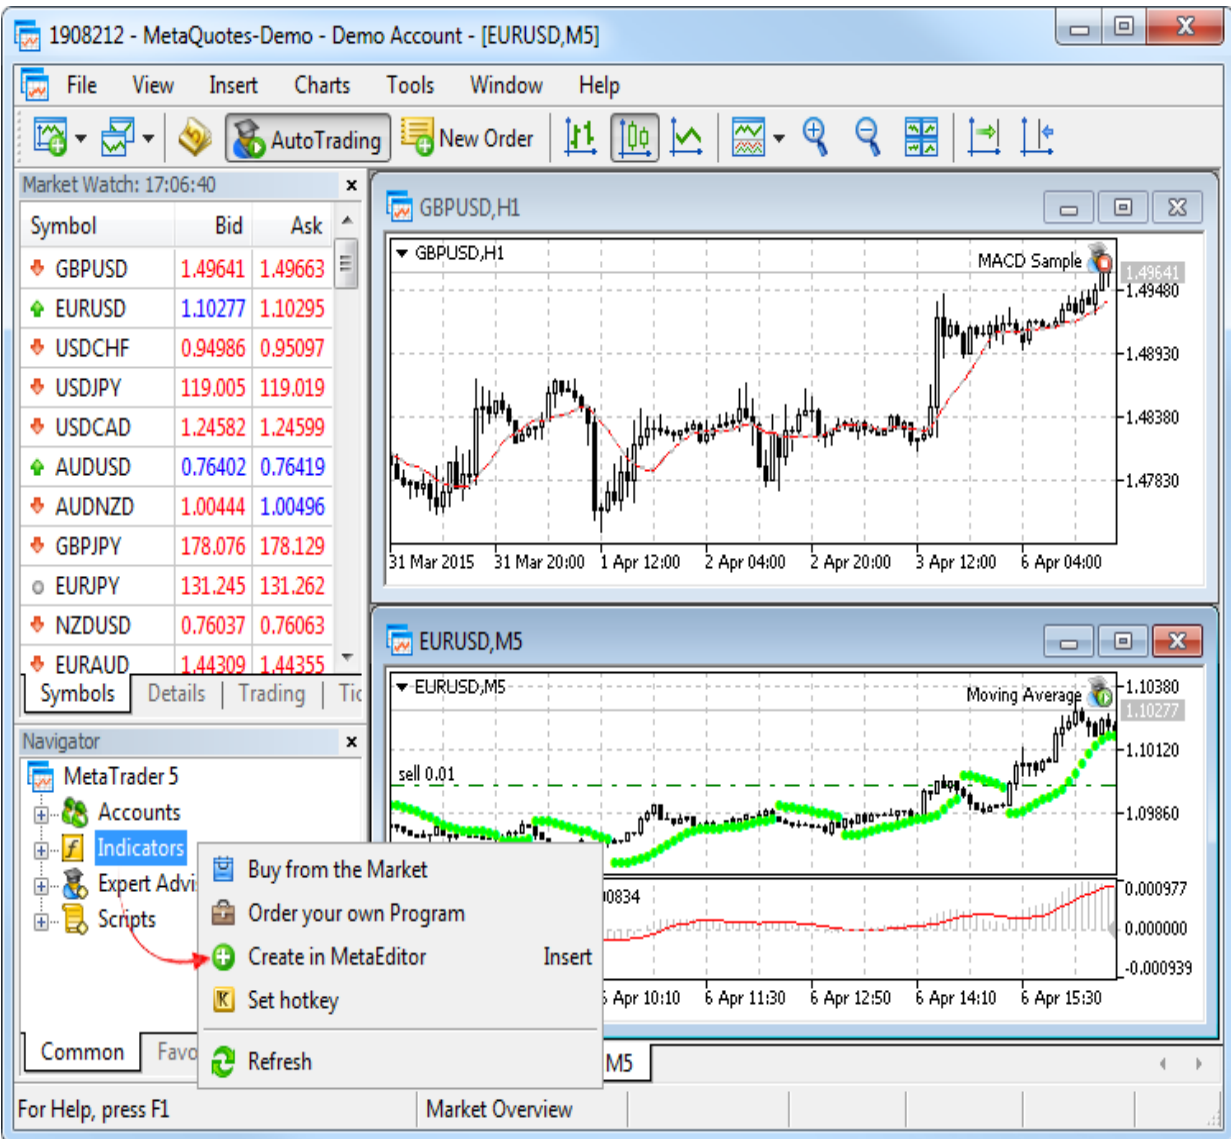 1908212 - MetaQuotes-Demo - Demo Account - [EURUSD,M5]
File View Insert Charts Tools Window Help
AutoTrading New Order
Market Watch: 17:06:40
Symbol Bid Ask
GBPUSD 1.49641 1.49663
EURUSD 1.10277 1.10295
USDCHF 0.94986 0.95097
USDJPY 119.005 119.019
USDCAD 1.24582 1.24599
AUDUSD 0.76402 0.76419
AUDNZD 1.00444 1.00496
GBPJPY 178.076 178.129
EURJPY 131.245 131.262
NZDUSD 0.76037 0.76063
EURAUD 1.44309 1.44355
Symbols Details Trading Tic
Navigator
MetaTrader 5
Accounts
Indicators
Expert Advi
Scripts
Common Favo
GBPUSD,H1
GBPUSD,H1
MACD Sample
1.49641
1.49480
1.48930
1.48380
1.47830
31 Mar 2015 31 Mar 20:00 1 Apr 12:00 2 Apr 04:00 2 Apr 20:00 3 Apr 12:00 6 Apr 04:00
EURUSD,M5
EURUSD,M5
Moving Average
1.10380
1.10277
1.10120
sell 0.01
1.09860
00834
0.000977
0.000000
-0.000939
Apr 10:10 6 Apr 11:30 6 Apr 12:50 6 Apr 14:10 6 Apr 15:30
M5
Buy from the Market
Order your own Program
Create in MetaEditor Insert
Set hotkey
Refresh
For Help, press F1 Market Overview